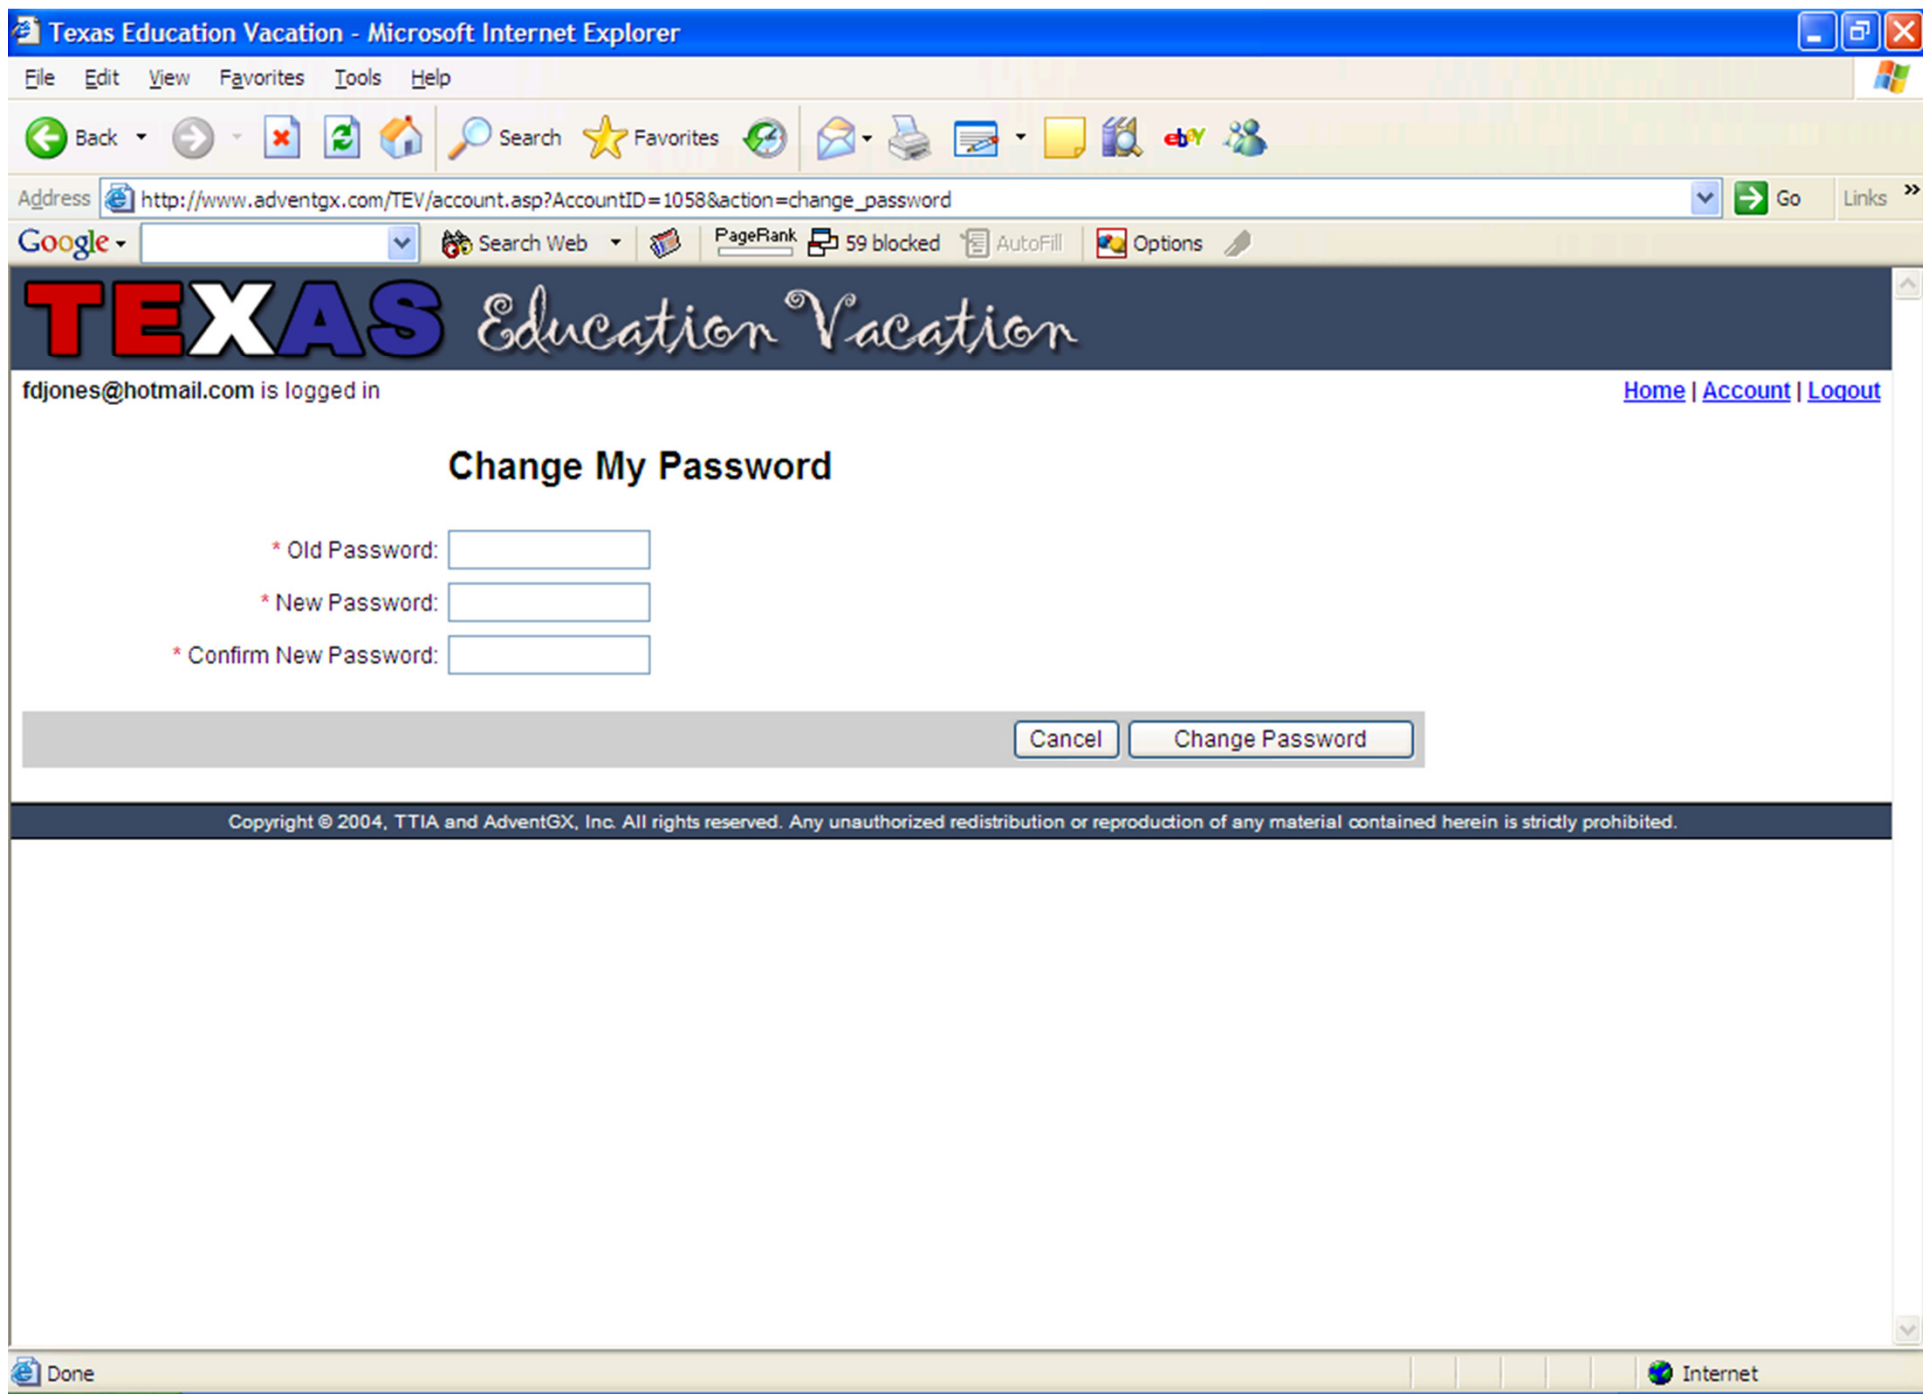 Texas Education Vacation - Microsoft Internet Explorer
File Edit View Favorites Tools Help
Back Search Favorites ebY
Address http://www.adventgx.com/TEV/account.asp?AccountID=1058&action=change_password Go Links »
Google Search Web PageRank 59 blocked AutoFill Options
TEXAS Education Vacation
fdjones@hotmail.com is logged in Home | Account | Logout
Change My Password
* Old Password:
* New Password:
* Confirm New Password:
Cancel Change Password
Copyright © 2004, TTIA and AdventGX, Inc. All rights reserved. Any unauthorized redistribution or reproduction of any material contained herein is strictly prohibited.
Done Internet